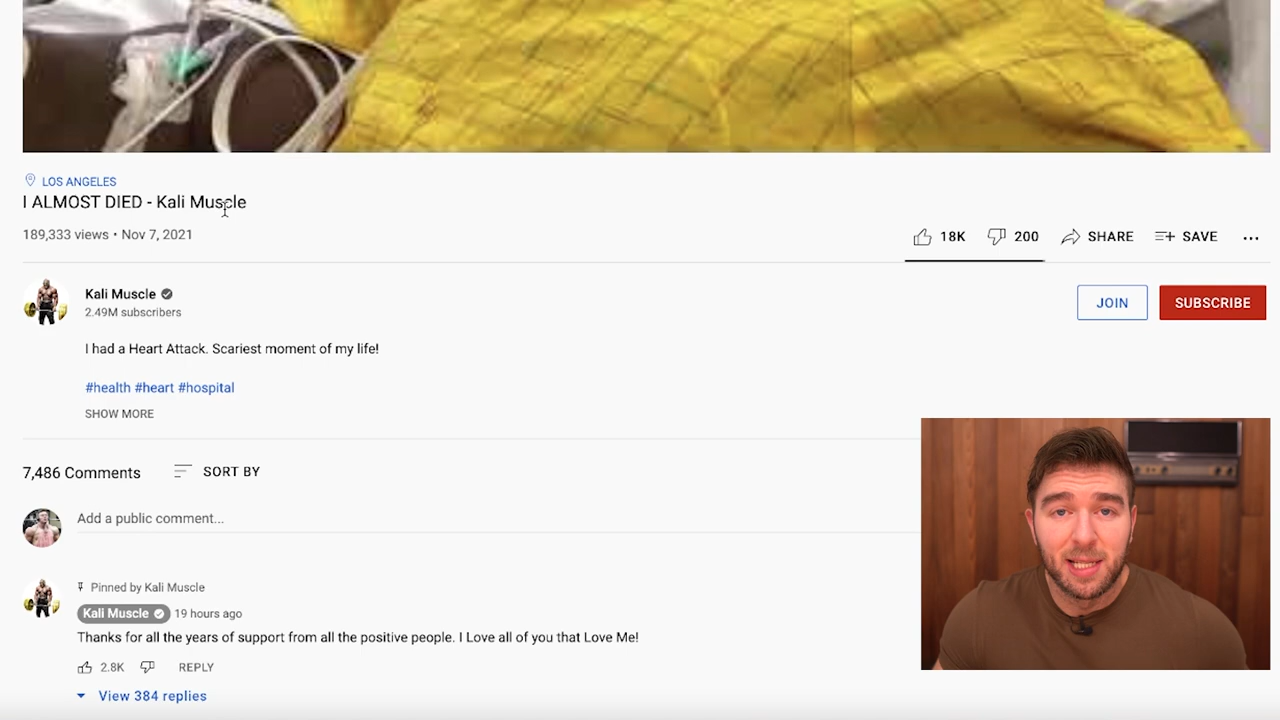 LOS ANGELES
I ALMOST DIED - Kali Muscle
189,333 views • Nov 7, 2021
18K 200 SHARE SAVE
Kali Muscle
2.49M subscribers
JOIN SUBSCRIBE
I had a Heart Attack. Scariest moment of my life!
#health #heart #hospital
SHOW MORE
7,486 Comments SORT BY
Add a public comment...
Pinned by Kali Muscle
Kali Muscle 19 hours ago
Thanks for all the years of support from all the positive people. I Love all of you that Love Me!
2.8K REPLY
View 384 replies